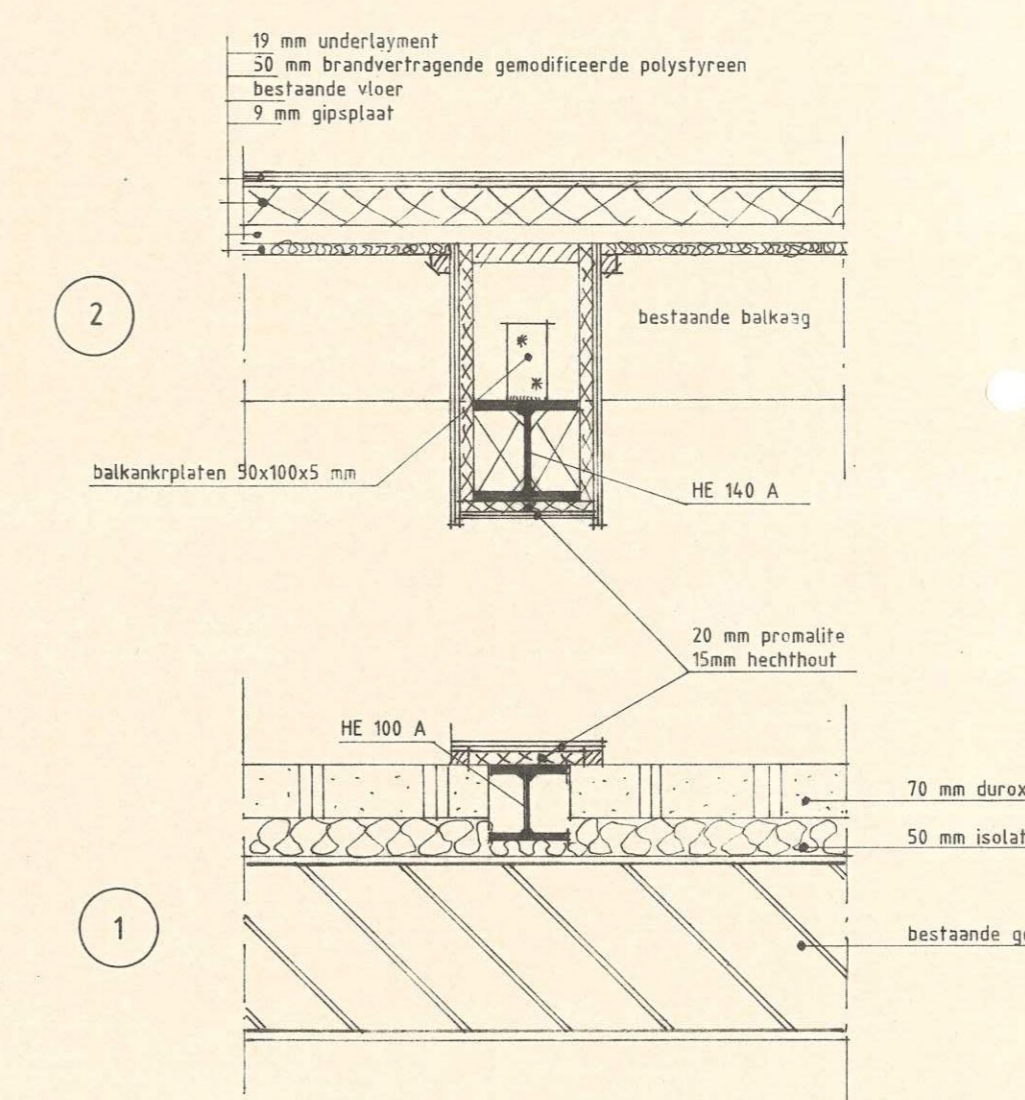 19 mm underlayment
50 mm brandvertragende gemodificeerde polystyreen
bestaande vloer
9 mm gipsplaat
2
bestaande balkaag
balkankrplaten 50x100x5 mm
HE 140 A
20 mm promalite
15mm hechthout
HE 100 A
70 mm durox
50 mm isolat
1
bestaande ge